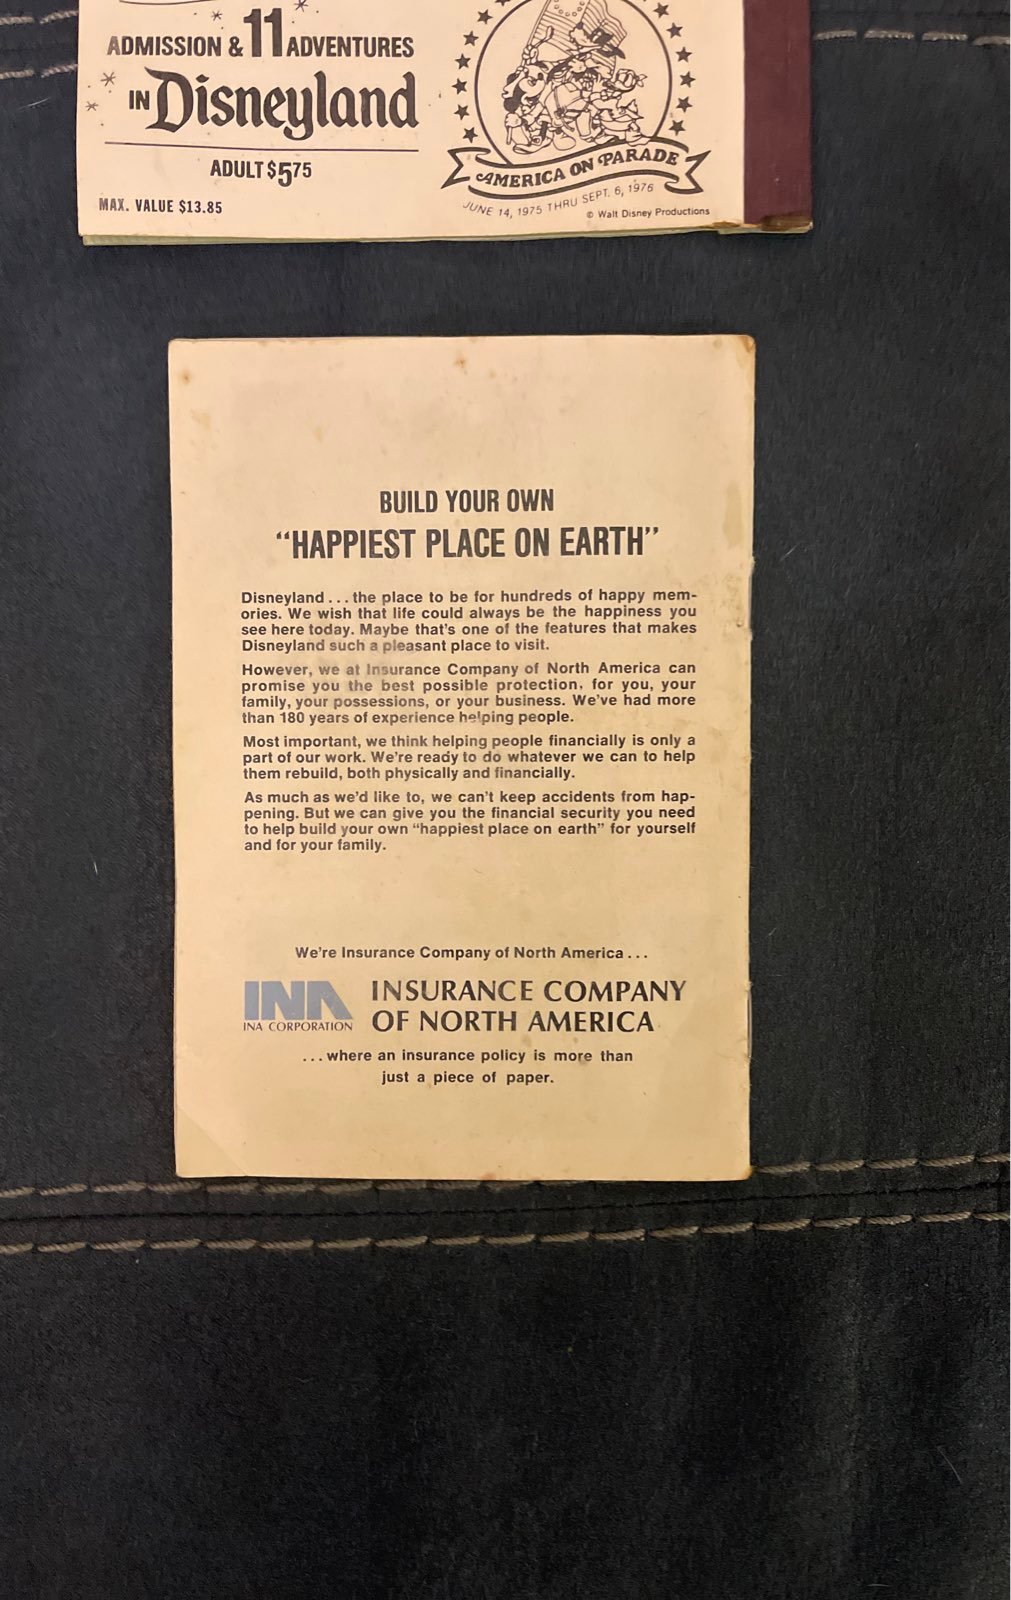 ADMISSION & 11 ADVENTURES
IN Disneyland
ADULT $5.75
MAX. VALUE $13.85
AMERICA ON PARADE
JUNE 14, 1975 THRU SEPT. 6, 1976
© Walt Disney Productions
BUILD YOUR OWN
“HAPPIEST PLACE ON EARTH”
Disneyland . . . the place to be for hundreds of happy mem-
ories. We wish that life could always be the happiness you
see here today. Maybe that's one of the features that makes
Disneyland such a pleasant place to visit.
However, we at Insurance Company of North America can
promise you the best possible protection, for you, your
family, your possessions, or your business. We've had more
than 180 years of experience helping people.
Most important, we think helping people financially is only a
part of our work. We're ready to do whatever we can to help
them rebuild, both physically and financially.
As much as we'd like to, we can't keep accidents from hap-
pening. But we can give you the financial security you need
to help build your own “happiest place on earth” for yourself
and for your family.
We're Insurance Company of North America . . .
INA INSURANCE COMPANY
INA CORPORATION OF NORTH AMERICA
. . . where an insurance policy is more than
just a piece of paper.